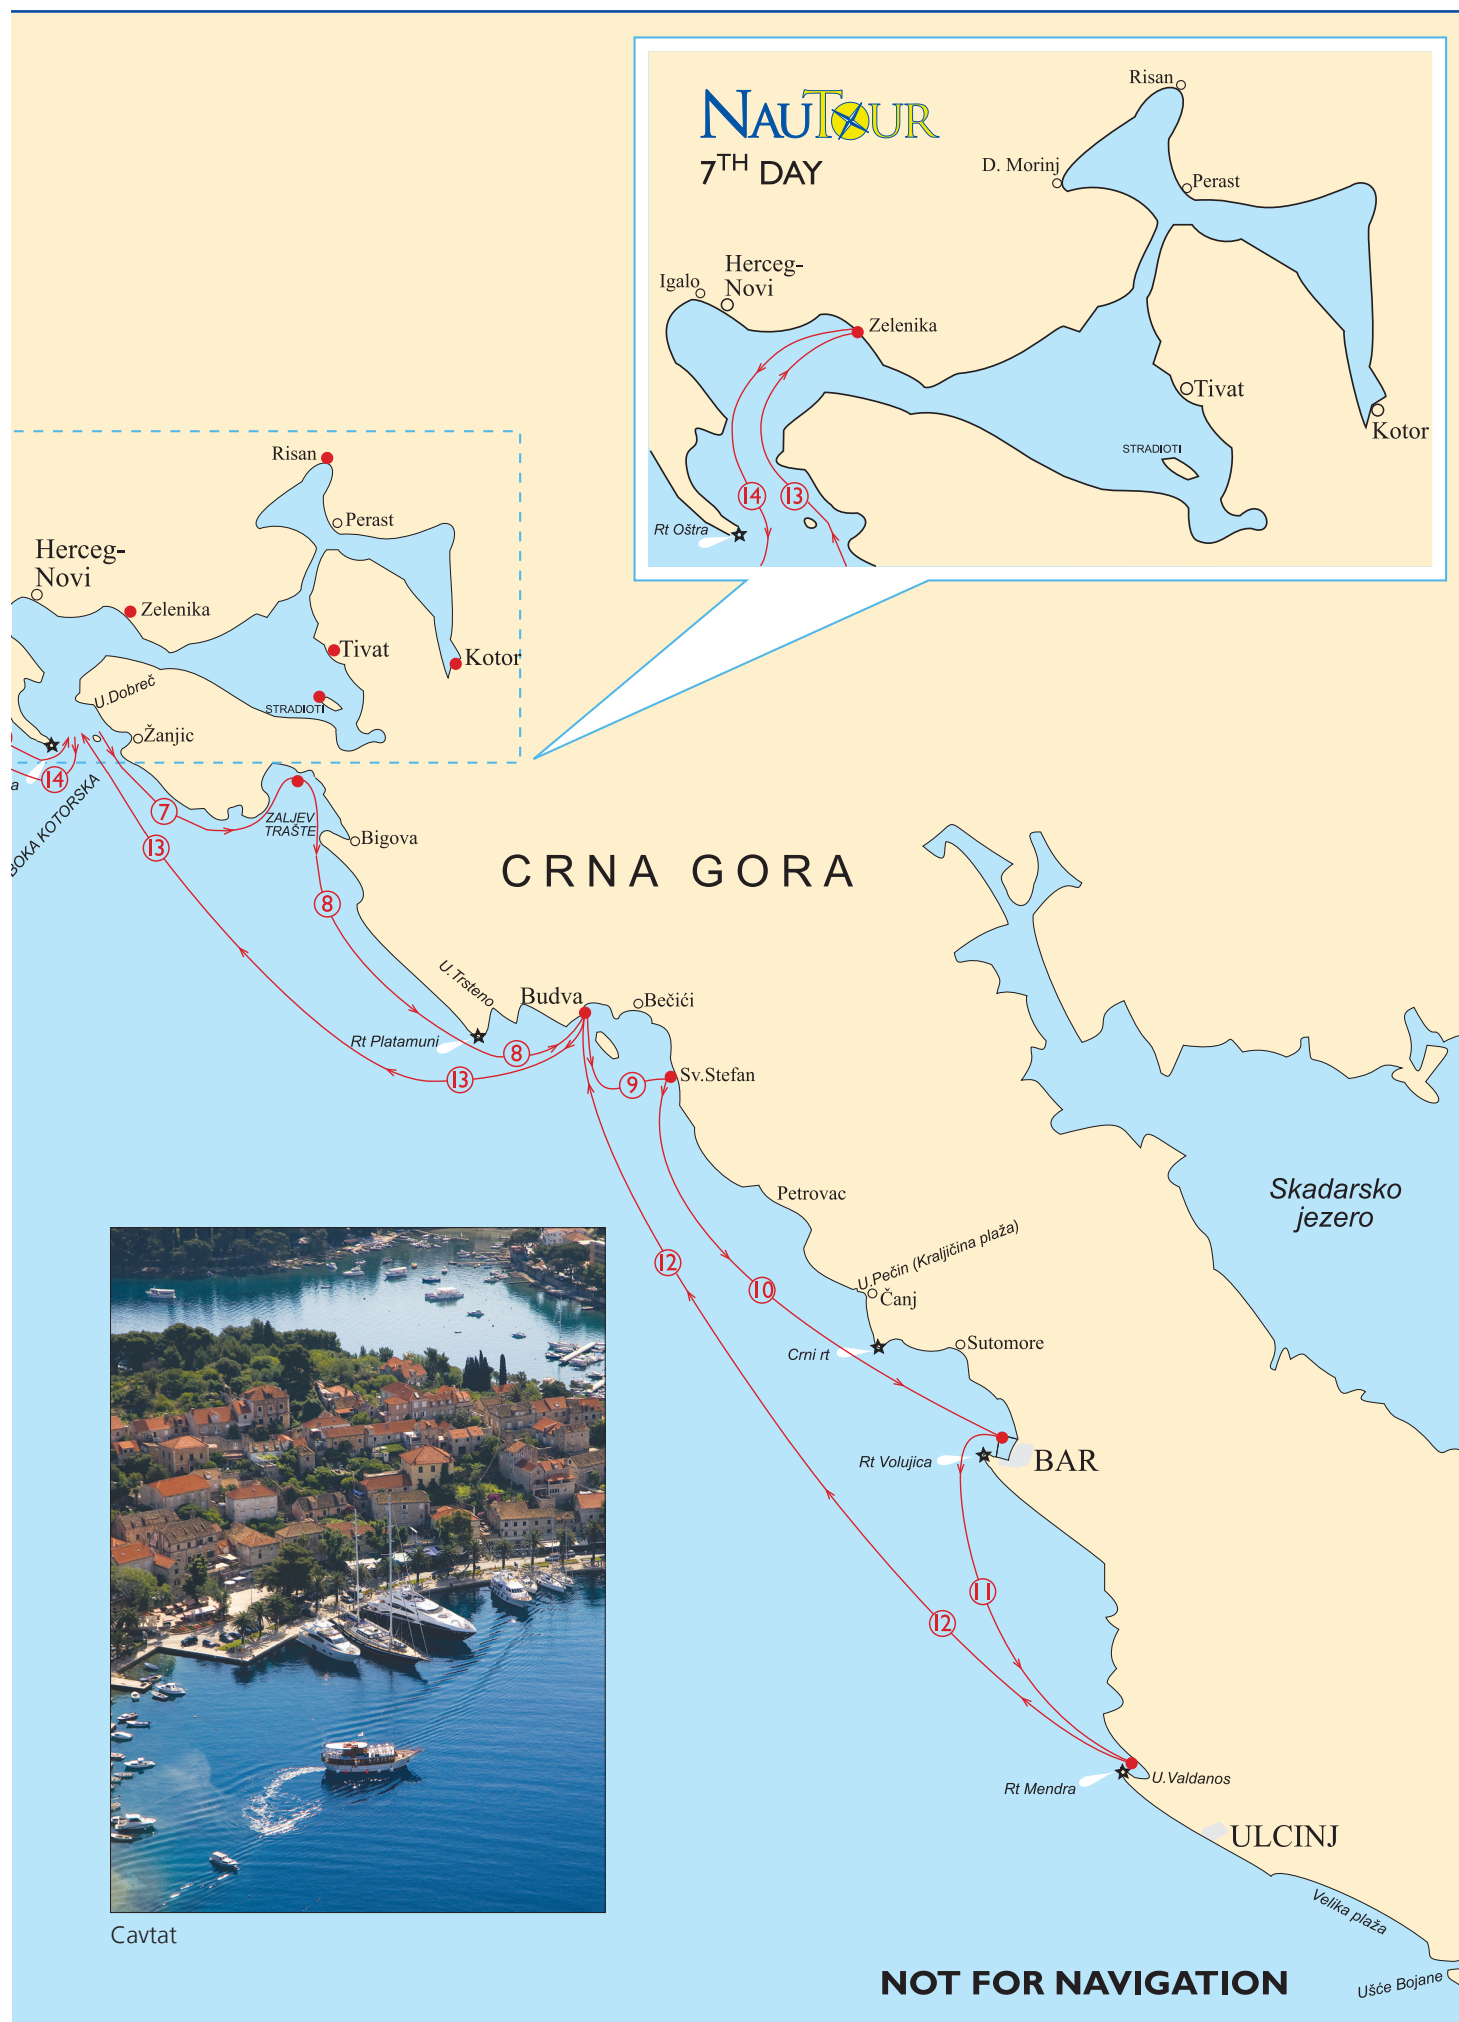 NAUTOUR
7TH DAY
Risan
D. Morinj
Perast
Herceg-
Novi
Igalo
Zelenika
Tivat
Kotor
STRADIOTI
14
13
Rt Oštra
Risan
Perast
Herceg-
Novi
Zelenika
Tivat
Kotor
U.Dobreč
STRADIOTI
Žanjic
14
a
BOKA KOTORSKA
7
ZALJEV
TRAŠTE
13
Bigova
CRNA GORA
8
U.Trsteno
Budva
Bečići
Rt Platamuni
8
13
9
Sv.Stefan
Petrovac
Skadarsko
jezero
12
10
U.Pečin (Kraljičina plaža)
Čanj
Crni rt
Sutomore
Rt Volujica
BAR
11
12
Rt Mendra
U.Valdanos
ULCINJ
Velika plaža
Ušće Bojane
Cavtat
NOT FOR NAVIGATION